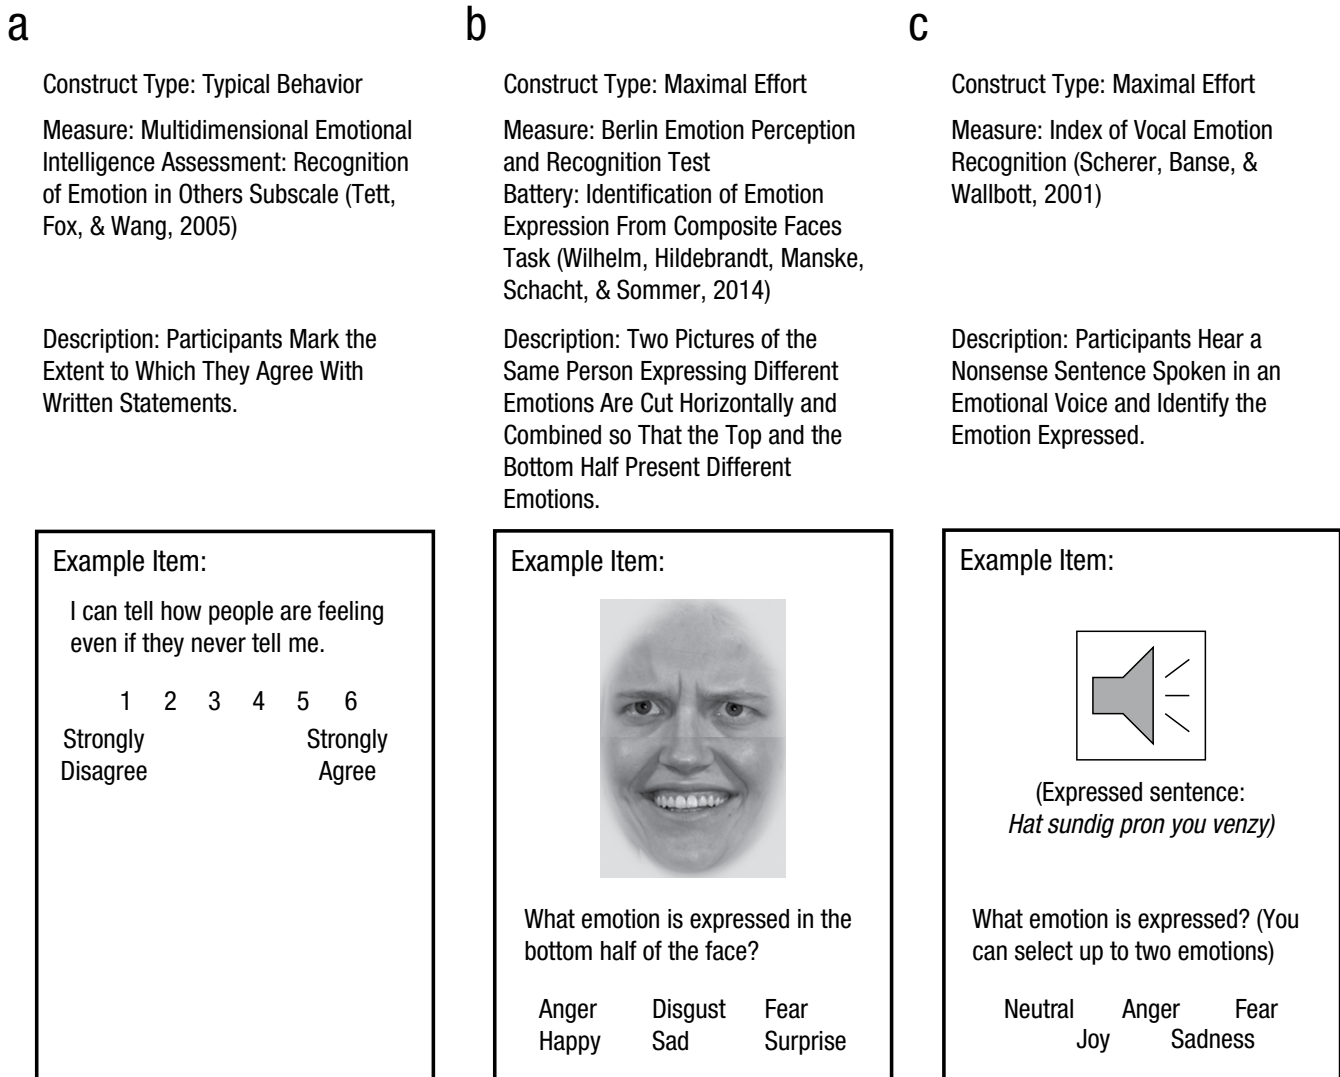 a
Construct Type: Typical Behavior
Measure: Multidimensional Emotional
Intelligence Assessment: Recognition
of Emotion in Others Subscale (Tett,
Fox, & Wang, 2005)
Description: Participants Mark the
Extent to Which They Agree With
Written Statements.
Example Item:
I can tell how people are feeling
even if they never tell me.
1 2 3 4 5 6
Strongly Strongly
Disagree Agree
b
Construct Type: Maximal Effort
Measure: Berlin Emotion Perception
and Recognition Test
Battery: Identification of Emotion
Expression From Composite Faces
Task (Wilhelm, Hildebrandt, Manske,
Schacht, & Sommer, 2014)
Description: Two Pictures of the
Same Person Expressing Different
Emotions Are Cut Horizontally and
Combined so That the Top and the
Bottom Half Present Different
Emotions.
Example Item:
What emotion is expressed in the
bottom half of the face?
Anger Disgust Fear
Happy Sad Surprise
c
Construct Type: Maximal Effort
Measure: Index of Vocal Emotion
Recognition (Scherer, Banse, &
Wallbott, 2001)
Description: Participants Hear a
Nonsense Sentence Spoken in an
Emotional Voice and Identify the
Emotion Expressed.
Example Item:
(Expressed sentence:
Hat sundig pron you venzy)
What emotion is expressed? (You
can select up to two emotions)
Neutral Anger Fear
Joy Sadness